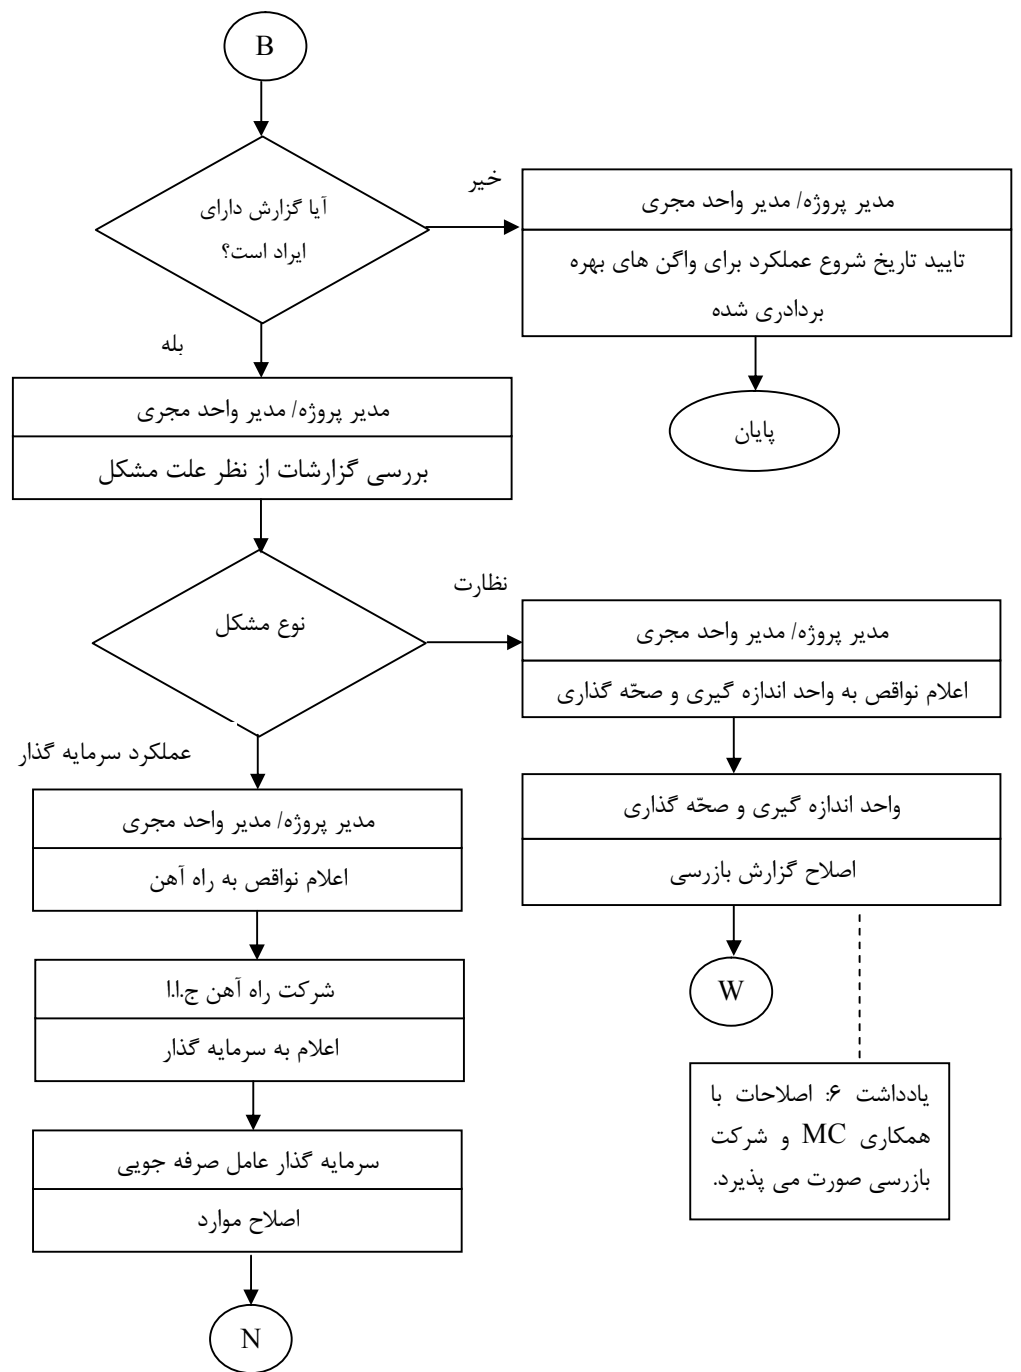 B
آیا گزارش دارای
ایراد است؟
خیر
مدیر پروژه/ مدیر واحد مجری
تایید تاریخ شروع عملکرد برای واگن های بهره
بردادری شده
پایان
بله
مدیر پروژه/ مدیر واحد مجری
بررسی گزارشات از نظر علت مشکل
نوع مشکل
نظارت
مدیر پروژه/ مدیر واحد مجری
اعلام نواقص به واحد اندازه گیری و صحّه گذاری
واحد اندازه گیری و صحّه گذاری
اصلاح گزارش بازرسی
W
یادداشت ۶: اصلاحات با
همکاری MC و شرکت
بازرسی صورت می پذیرد.
عملکرد سرمایه گذار
مدیر پروژه/ مدیر واحد مجری
اعلام نواقص به راه آهن
شرکت راه آهن ج.ا.ا
اعلام به سرمایه گذار
سرمایه گذار عامل صرفه جویی
اصلاح موارد
N